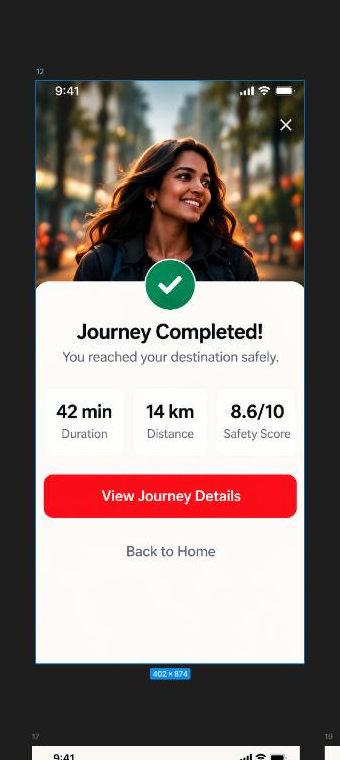 12
9:41
Journey Completed!
You reached your destination safely.
42 min 14 km 8.6/10
Duration Distance Safety Score
View Journey Details
Back to Home
402 × 874
17 19
9:41